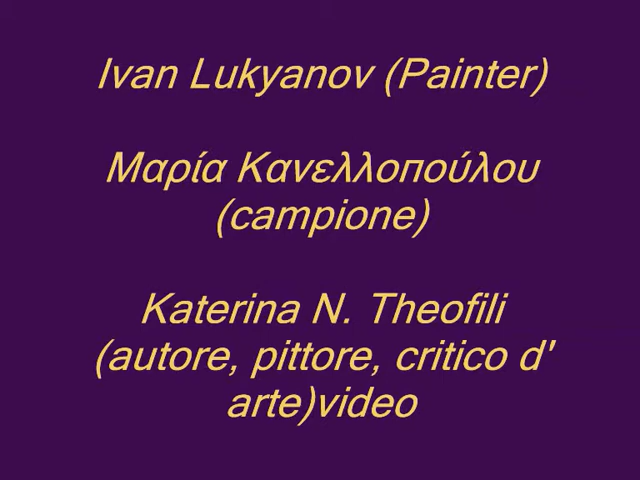 Ivan Lukyanov (Painter)
Μαρία Κανελλοπούλου
(campione)
Katerina N. Theofili
(autore, pittore, critico d'
arte)video